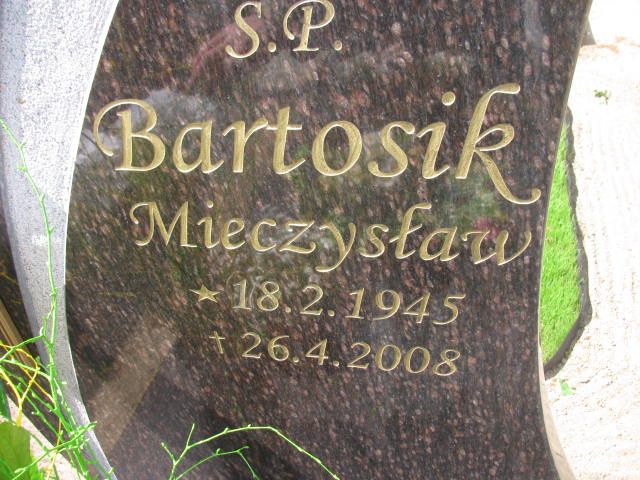 S.P.
Bartosik
Mieczysław
★ 18.2.1945
† 26.4.2008